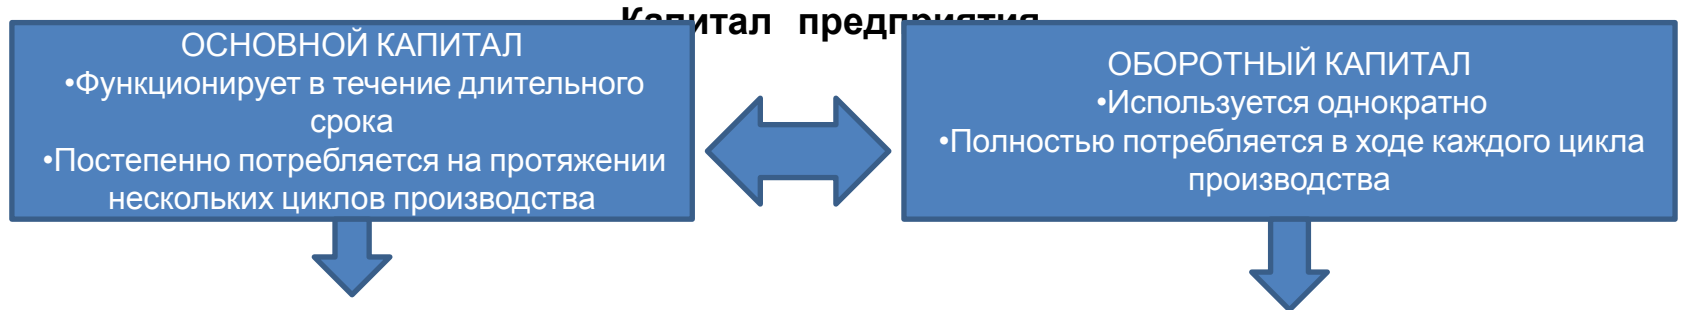 Капитал предприятия
ОСНОВНОЙ КАПИТАЛ
•Функционирует в течение длительного
срока
•Постепенно потребляется на протяжении
нескольких циклов производства
ОБОРОТНЫЙ КАПИТАЛ
•Используется однократно
•Полностью потребляется в ходе каждого цикла
производства